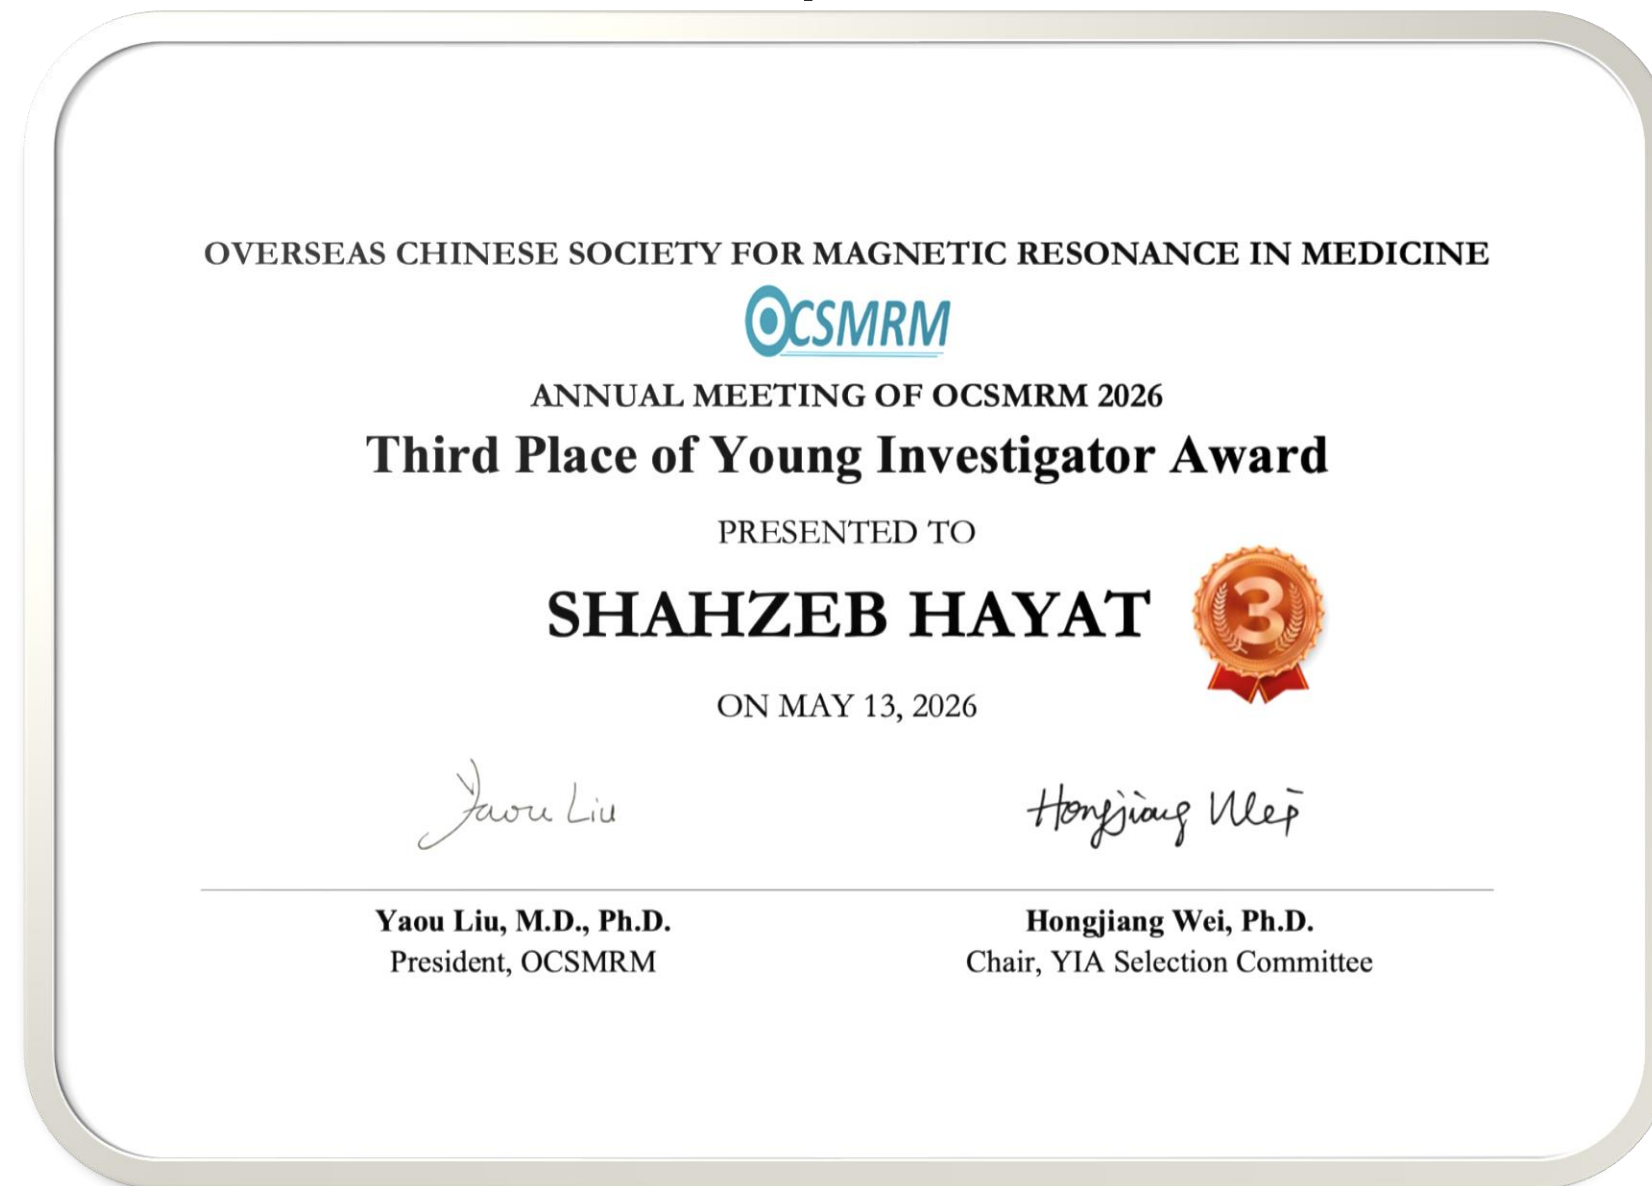 OVERSEAS CHINESE SOCIETY FOR MAGNETIC RESONANCE IN MEDICINE
OCSMRM
ANNUAL MEETING OF OCSMRM 2026
Third Place of Young Investigator Award
PRESENTED TO
SHAHZEB HAYAT
3
ON MAY 13, 2026
Yaou Liu
Hongjiang Wei
Yaou Liu, M.D., Ph.D.
Hongjiang Wei, Ph.D.
President, OCSMRM
Chair, YIA Selection Committee